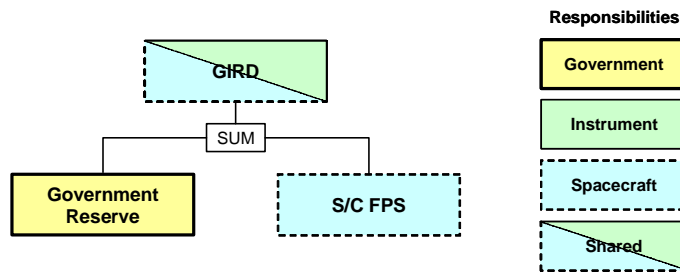 Responsibilities
GIRD
Government
SUM
Instrument
Government
Reserve
S/C FPS
Spacecraft
Shared